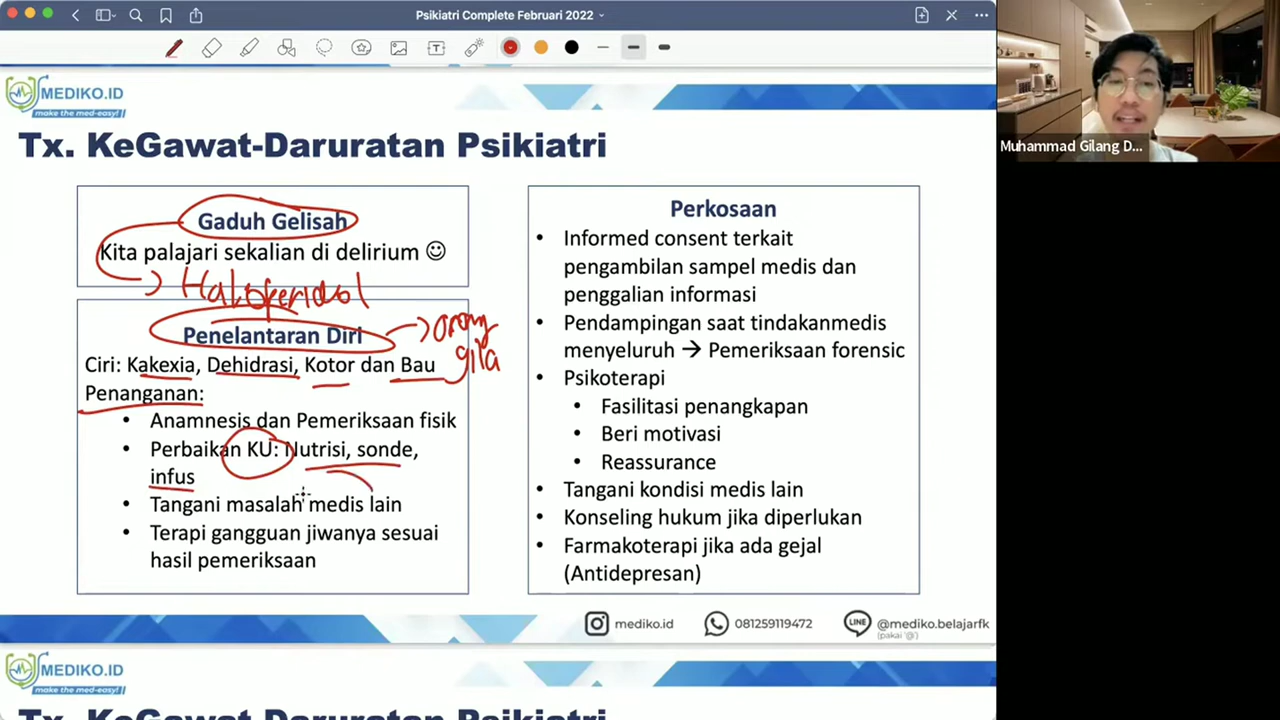 Psikiatri Complete Februari 2022
MEDIKO.ID
make the med-easy!
Tx. KeGawat-Daruratan Psikiatri
Gaduh Gelisah
Kita palajari sekalian di delirium ☺
Haloperidol
Penelantaran Diri
orang
gila
Ciri: Kakexia, Dehidrasi, Kotor dan Bau
Penanganan:
• Anamnesis dan Pemeriksaan fisik
• Perbaikan KU: Nutrisi, sonde,
infus
• Tangani masalah medis lain
• Terapi gangguan jiwanya sesuai
hasil pemeriksaan
Perkosaan
• Informed consent terkait
pengambilan sampel medis dan
penggalian informasi
• Pendampingan saat tindakanmedis
menyeluruh → Pemeriksaan forensic
• Psikoterapi
• Fasilitasi penangkapan
• Beri motivasi
• Reassurance
• Tangani kondisi medis lain
• Konseling hukum jika diperlukan
• Farmakoterapi jika ada gejal
(Antidepresan)
mediko.id
081259119472
LINE
@mediko.belajarfk
(pakai '@')
MEDIKO.ID
make the med-easy!
Tx. KeGawat-Daruratan Psikiatri
Muhammad Gilang D...